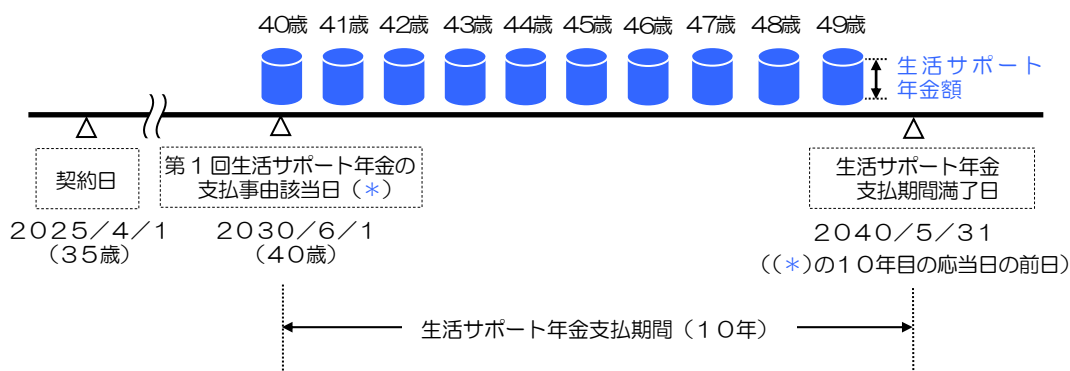 40歳 41歳 42歳 43歳 44歳 45歳 46歳 47歳 48歳 49歳
生活サポート
年金額
契約日
第1回生活サポート年金の
支払事由該当日（＊）
生活サポート年金
支払期間満了日
2025／4／1
（35歳）
2030／6／1
（40歳）
2040／5／31
（（＊）の10年目の応当日の前日）
生活サポート年金支払期間（10年）